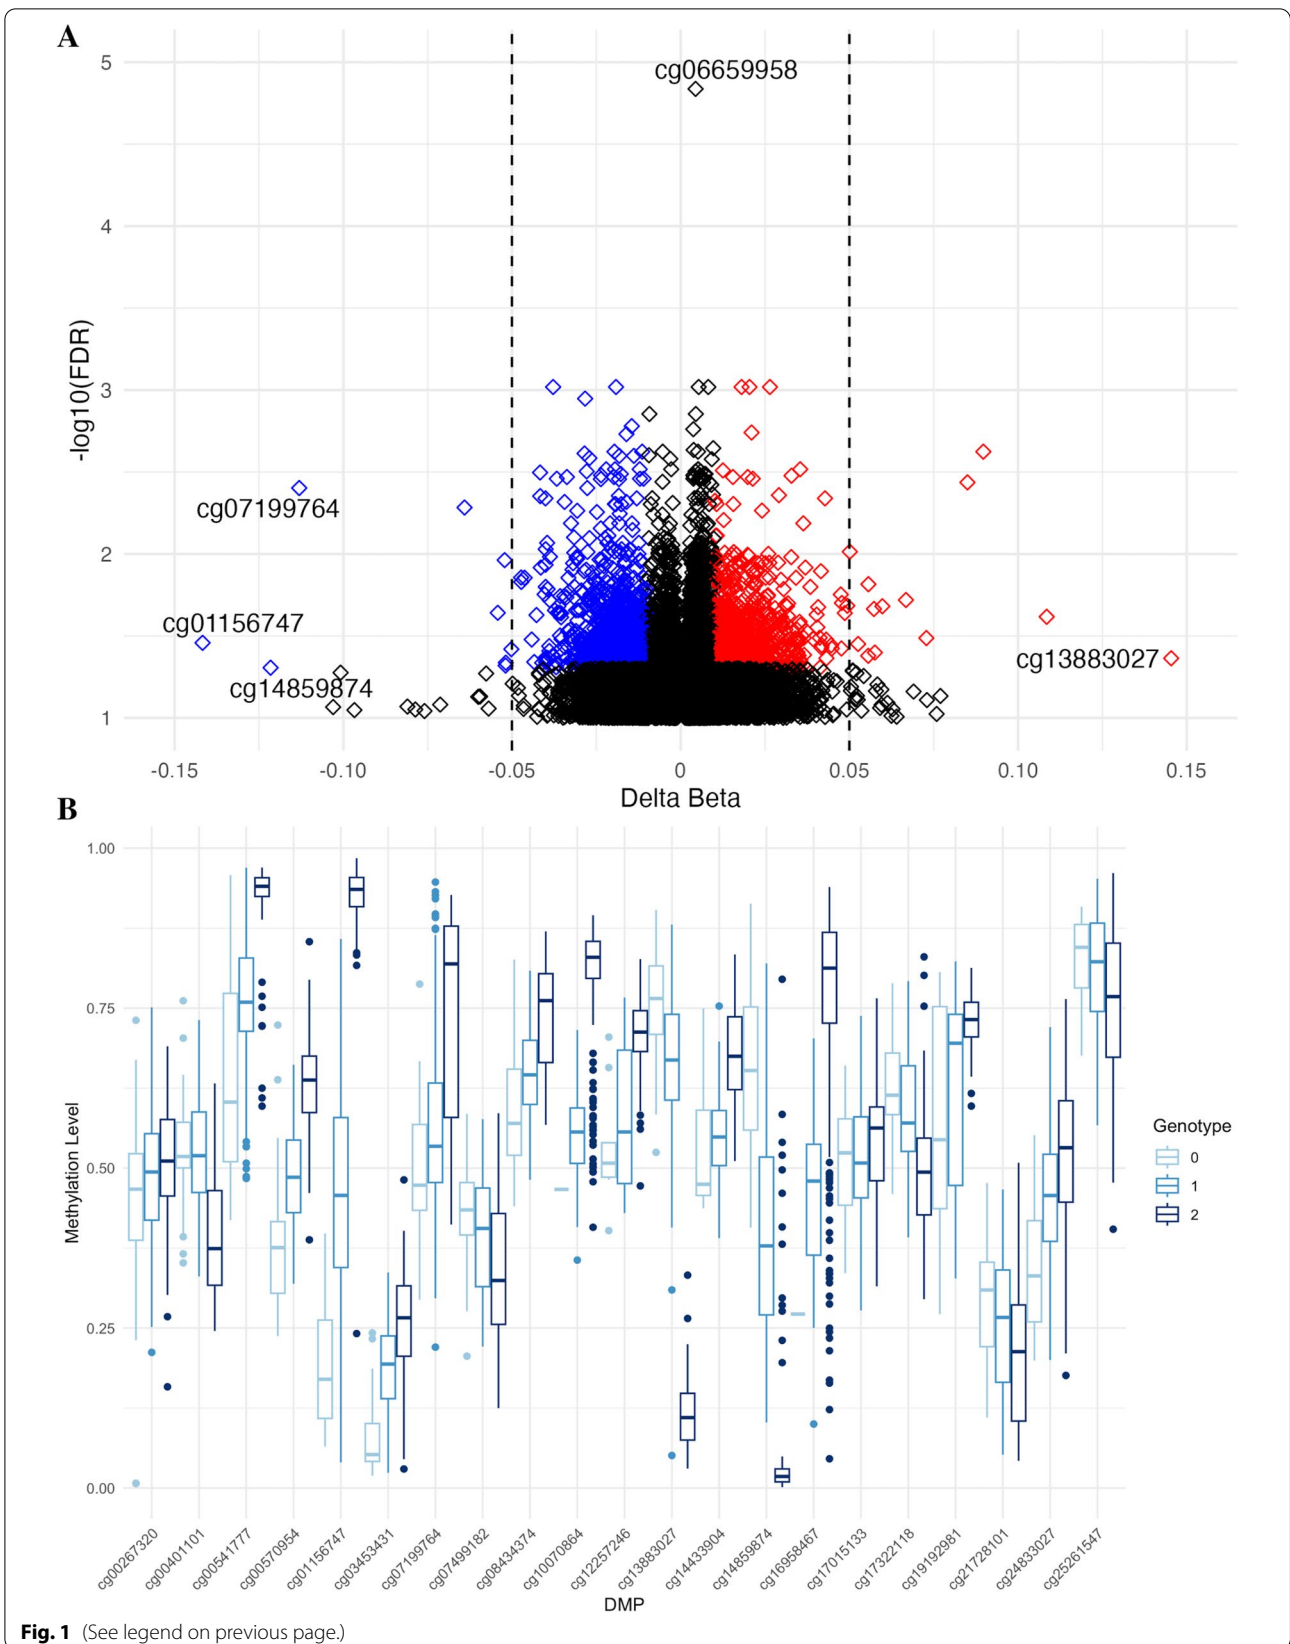 A
5
4
3
2
1
-log10(FDR)
cg06659958
cg07199764
cg01156747
cg14859874
cg13883027
-0.15 -0.10 -0.05 0 0.05 0.10 0.15
Delta Beta
B
1.00
0.75
0.50
0.25
0.00
Methylation Level
Genotype
0
1
2
cg00267320
cg00401101
cg00541777
cg00570954
cg01156747
cg03453431
cg07199764
cg07499182
cg08434374
cg10070864
cg12257246
cg13883027
cg14433904
cg14859874
cg16958467
cg17015133
cg17322118
cg19192981
cg21728101
cg24833027
cg25261547
DMP
Fig. 1 (See legend on previous page.)